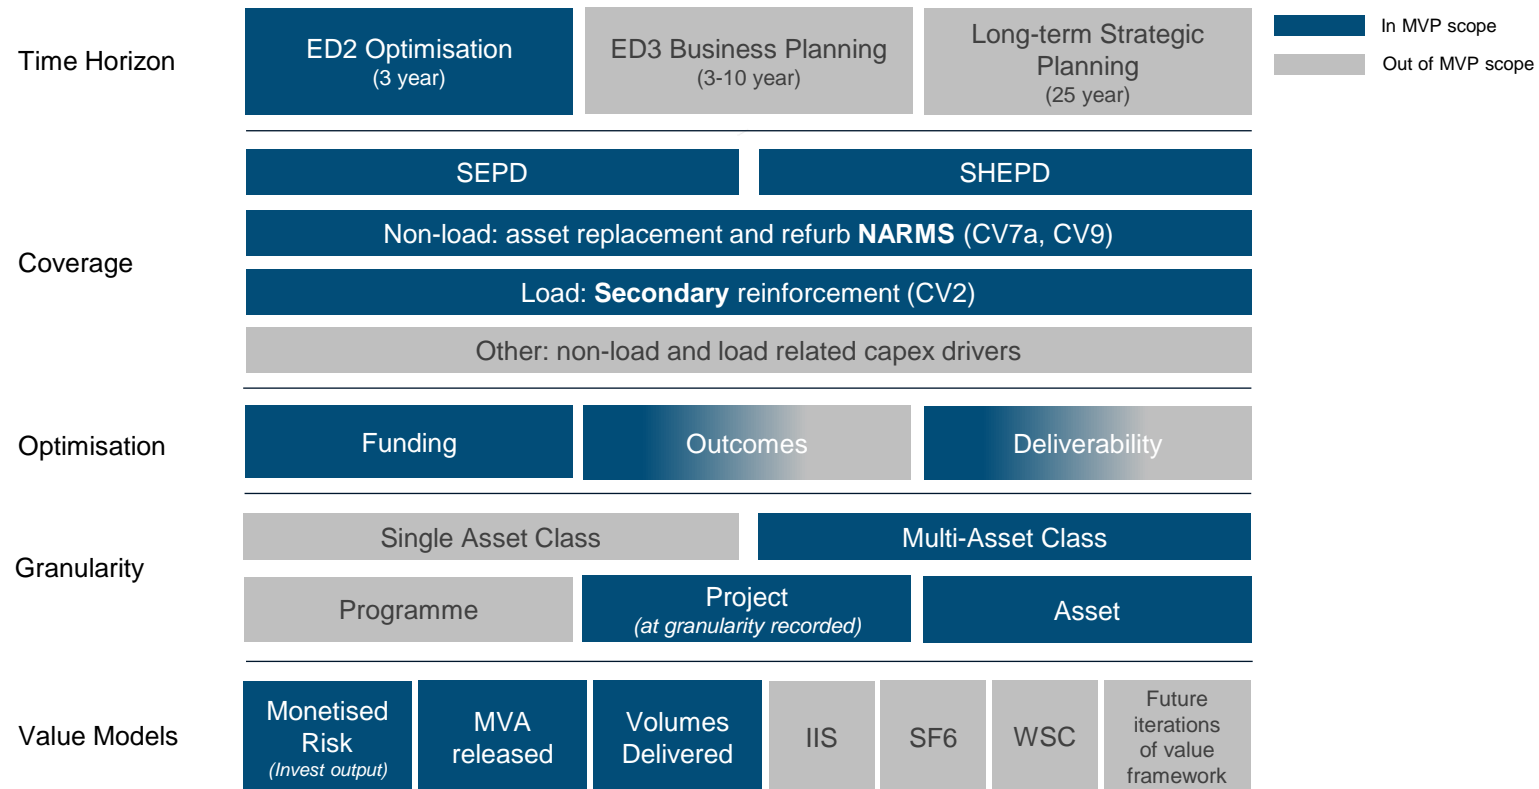 Time Horizon
ED2 Optimisation
(3 year)
ED3 Business Planning
(3-10 year)
Long-term Strategic
Planning
(25 year)
In MVP scope
Out of MVP scope
Coverage
SEPD
SHEPD
Non-load: asset replacement and refurb NARMS (CV7a, CV9)
Load: Secondary reinforcement (CV2)
Other: non-load and load related capex drivers
Optimisation
Funding
Outcomes
Deliverability
Granularity
Single Asset Class
Multi-Asset Class
Programme
Project
(at granularity recorded)
Asset
Value Models
Monetised
Risk
(Invest output)
MVA
released
Volumes
Delivered
IIS
SF6
WSC
Future
iterations
of value
framework